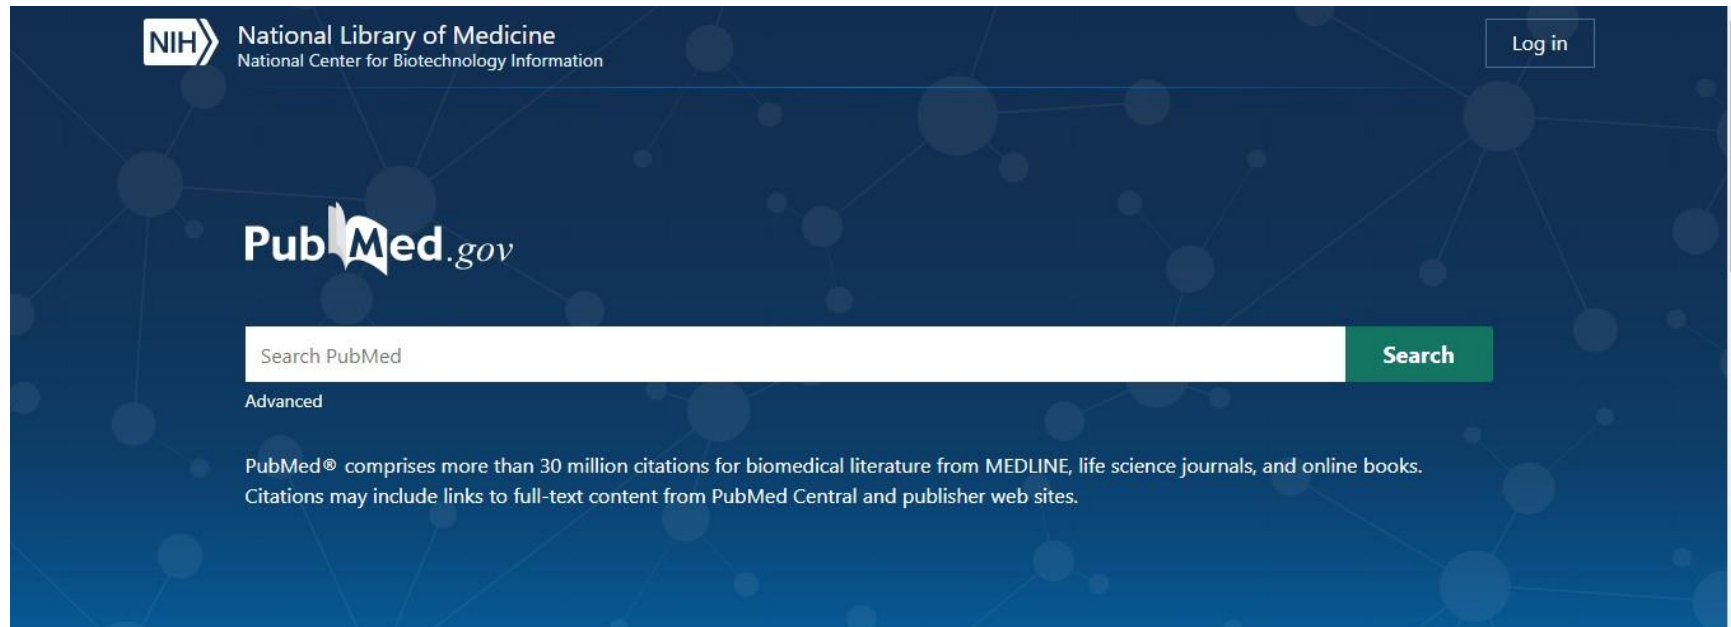 NIH National Library of Medicine
National Center for Biotechnology Information
Log in
PubMed.gov
Search PubMed
Search
Advanced
PubMed® comprises more than 30 million citations for biomedical literature from MEDLINE, life science journals, and online books.
Citations may include links to full-text content from PubMed Central and publisher web sites.